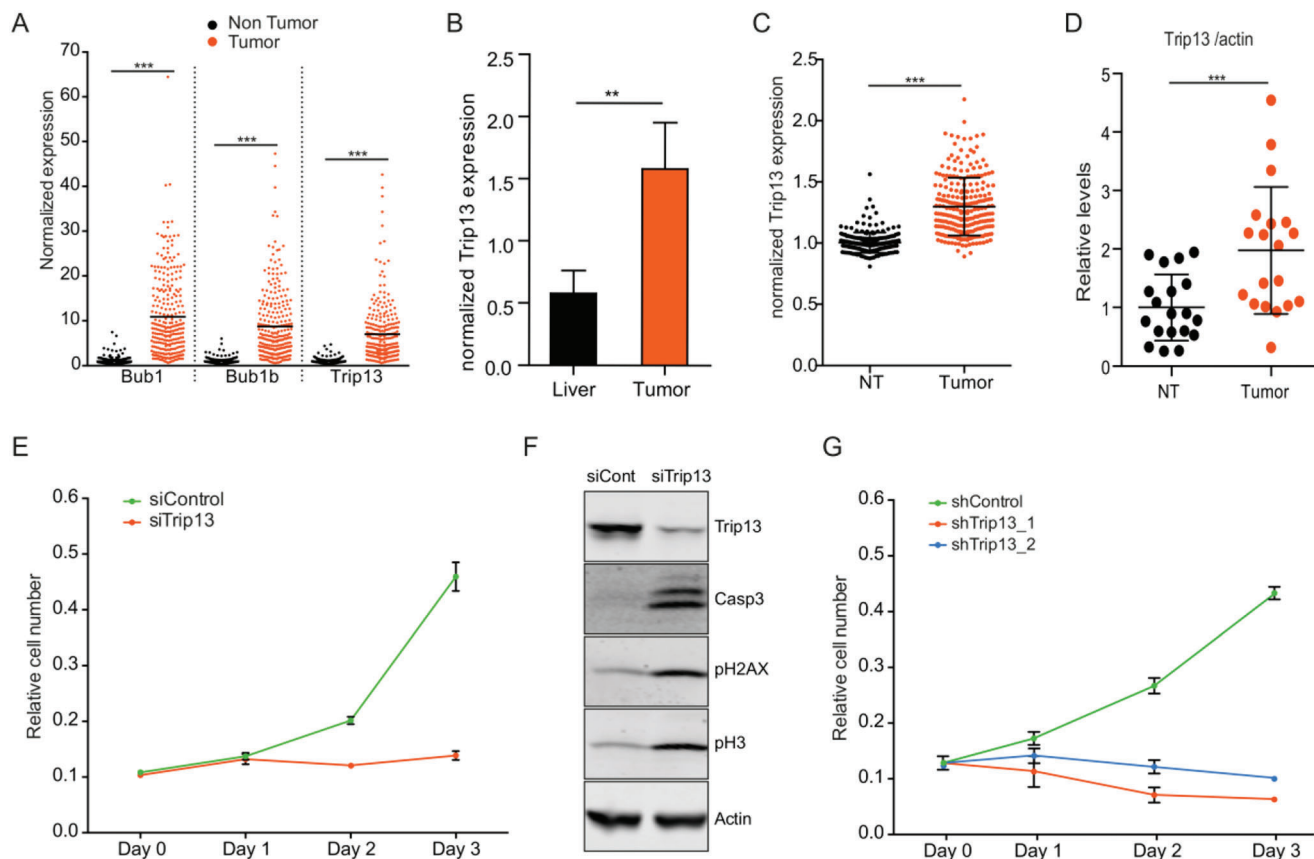 A
Non Tumor
Tumor
***
***
***
Normalized expression
70
60
50
40
30
20
10
0
Bub1
Bub1b
Trip13
B
**
normalized Trip13 expression
2.5
2.0
1.5
1.0
0.5
0.0
Liver
Tumor
C
***
normalized Trip13 expression
2.5
2.0
1.5
1.0
0.5
0.0
NT
Tumor
D
Trip13 /actin
***
Relative levels
5
4
3
2
1
0
NT
Tumor
E
siControl
siTrip13
Relative cell number
0.6
0.5
0.4
0.3
0.2
0.1
0.0
Day 0
Day 1
Day 2
Day 3
F
siCont siTrip13
Trip13
Casp3
pH2AX
pH3
Actin
G
shControl
shTrip13_1
shTrip13_2
Relative cell number
0.6
0.5
0.4
0.3
0.2
0.1
0.0
Day 0
Day 1
Day 2
Day 3